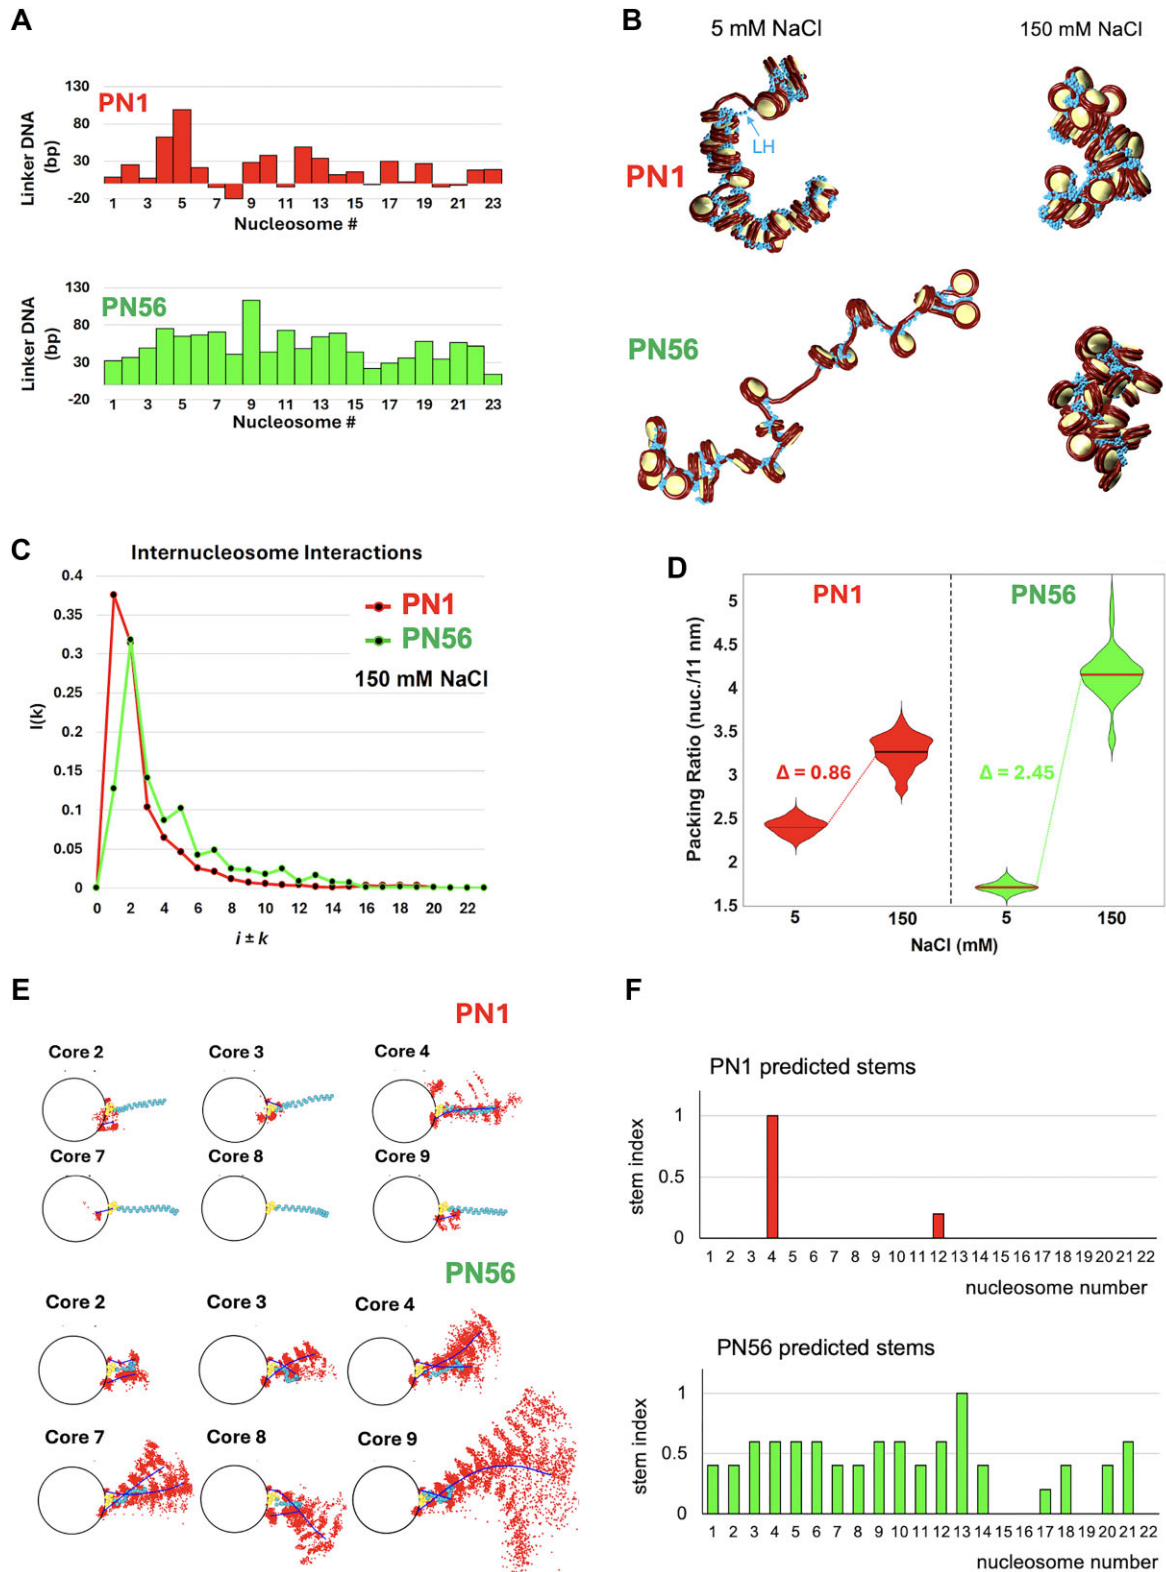 A
PN1
Linker DNA
(bp)
130
80
30
-20
1 3 5 7 9 11 13 15 17 19 21 23
Nucleosome #
PN56
Linker DNA
(bp)
130
80
30
-20
1 3 5 7 9 11 13 15 17 19 21 23
Nucleosome #
B
5 mM NaCl 150 mM NaCl
LH
PN1
PN56
C
Internucleosome Interactions
PN1
PN56
150 mM NaCl
I(k)
0.4
0.35
0.3
0.25
0.2
0.15
0.1
0.05
0
0 2 4 6 8 10 12 14 16 18 20 22
i ± k
D
PN1 PN56
Packing Ratio (nuc./11 nm)
5
4.5
4
3.5
3
2.5
2
1.5
Δ = 0.86 Δ = 2.45
5 150 5 150
NaCl (mM)
E
PN1
Core 2 Core 3 Core 4
Core 7 Core 8 Core 9
PN56
Core 2 Core 3 Core 4
Core 7 Core 8 Core 9
F
PN1 predicted stems
stem index
1
0.5
0
1 2 3 4 5 6 7 8 9 10 11 12 13 14 15 16 17 18 19 20 21 22
nucleosome number
PN56 predicted stems
stem index
1
0.5
0
1 2 3 4 5 6 7 8 9 10 11 12 13 14 15 16 17 18 19 20 21 22
nucleosome number